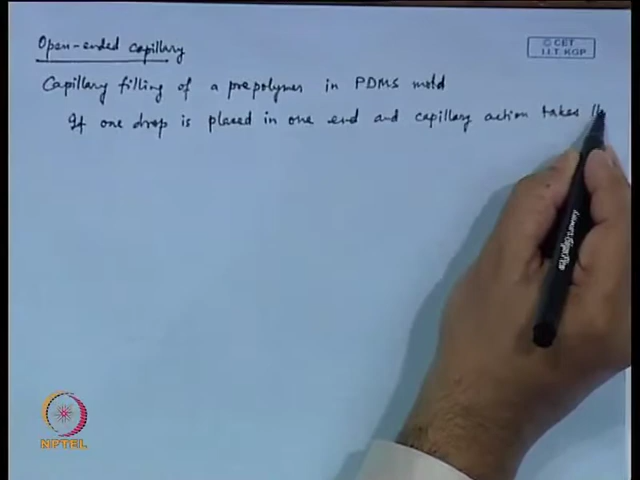 Open-ended capillary
© CET
I.I.T. KGP
Capillary filling of a prepolymer in PDMS mold
If one drop is placed in one end and capillary action takes
NPTEL